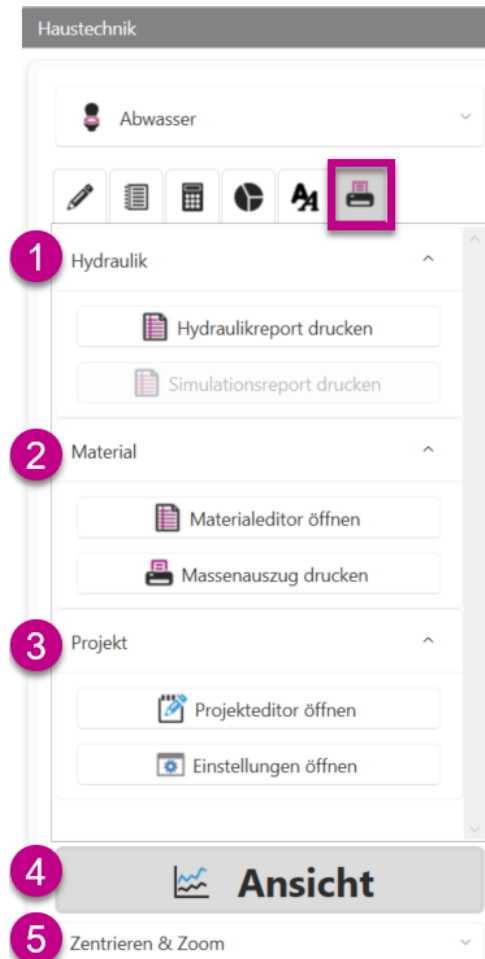 Haustechnik
Abwasser
1
Hydraulik
Hydraulikreport drucken
Simulationsreport drucken
2
Material
Materialeditor öffnen
Massenauszug drucken
3
Projekt
Projekteditor öffnen
Einstellungen öffnen
4
Ansicht
5
Zentrieren & Zoom